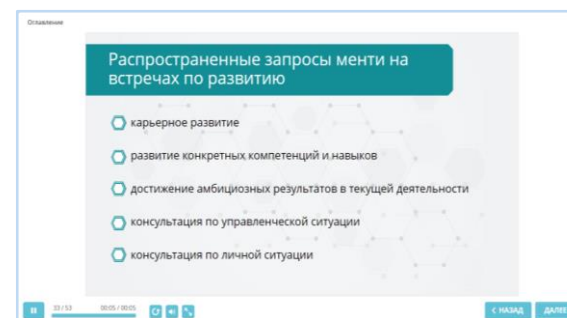 Оглавление
Распространенные запросы менти на
встречах по развитию
карьерное развитие
развитие конкретных компетенций и навыков
достижение амбициозных результатов в текущей деятельности
консультация по управленческой ситуации
консультация по личной ситуации
33 / 53 00:05 / 00:05 < НАЗАД ДАЛЕЕ